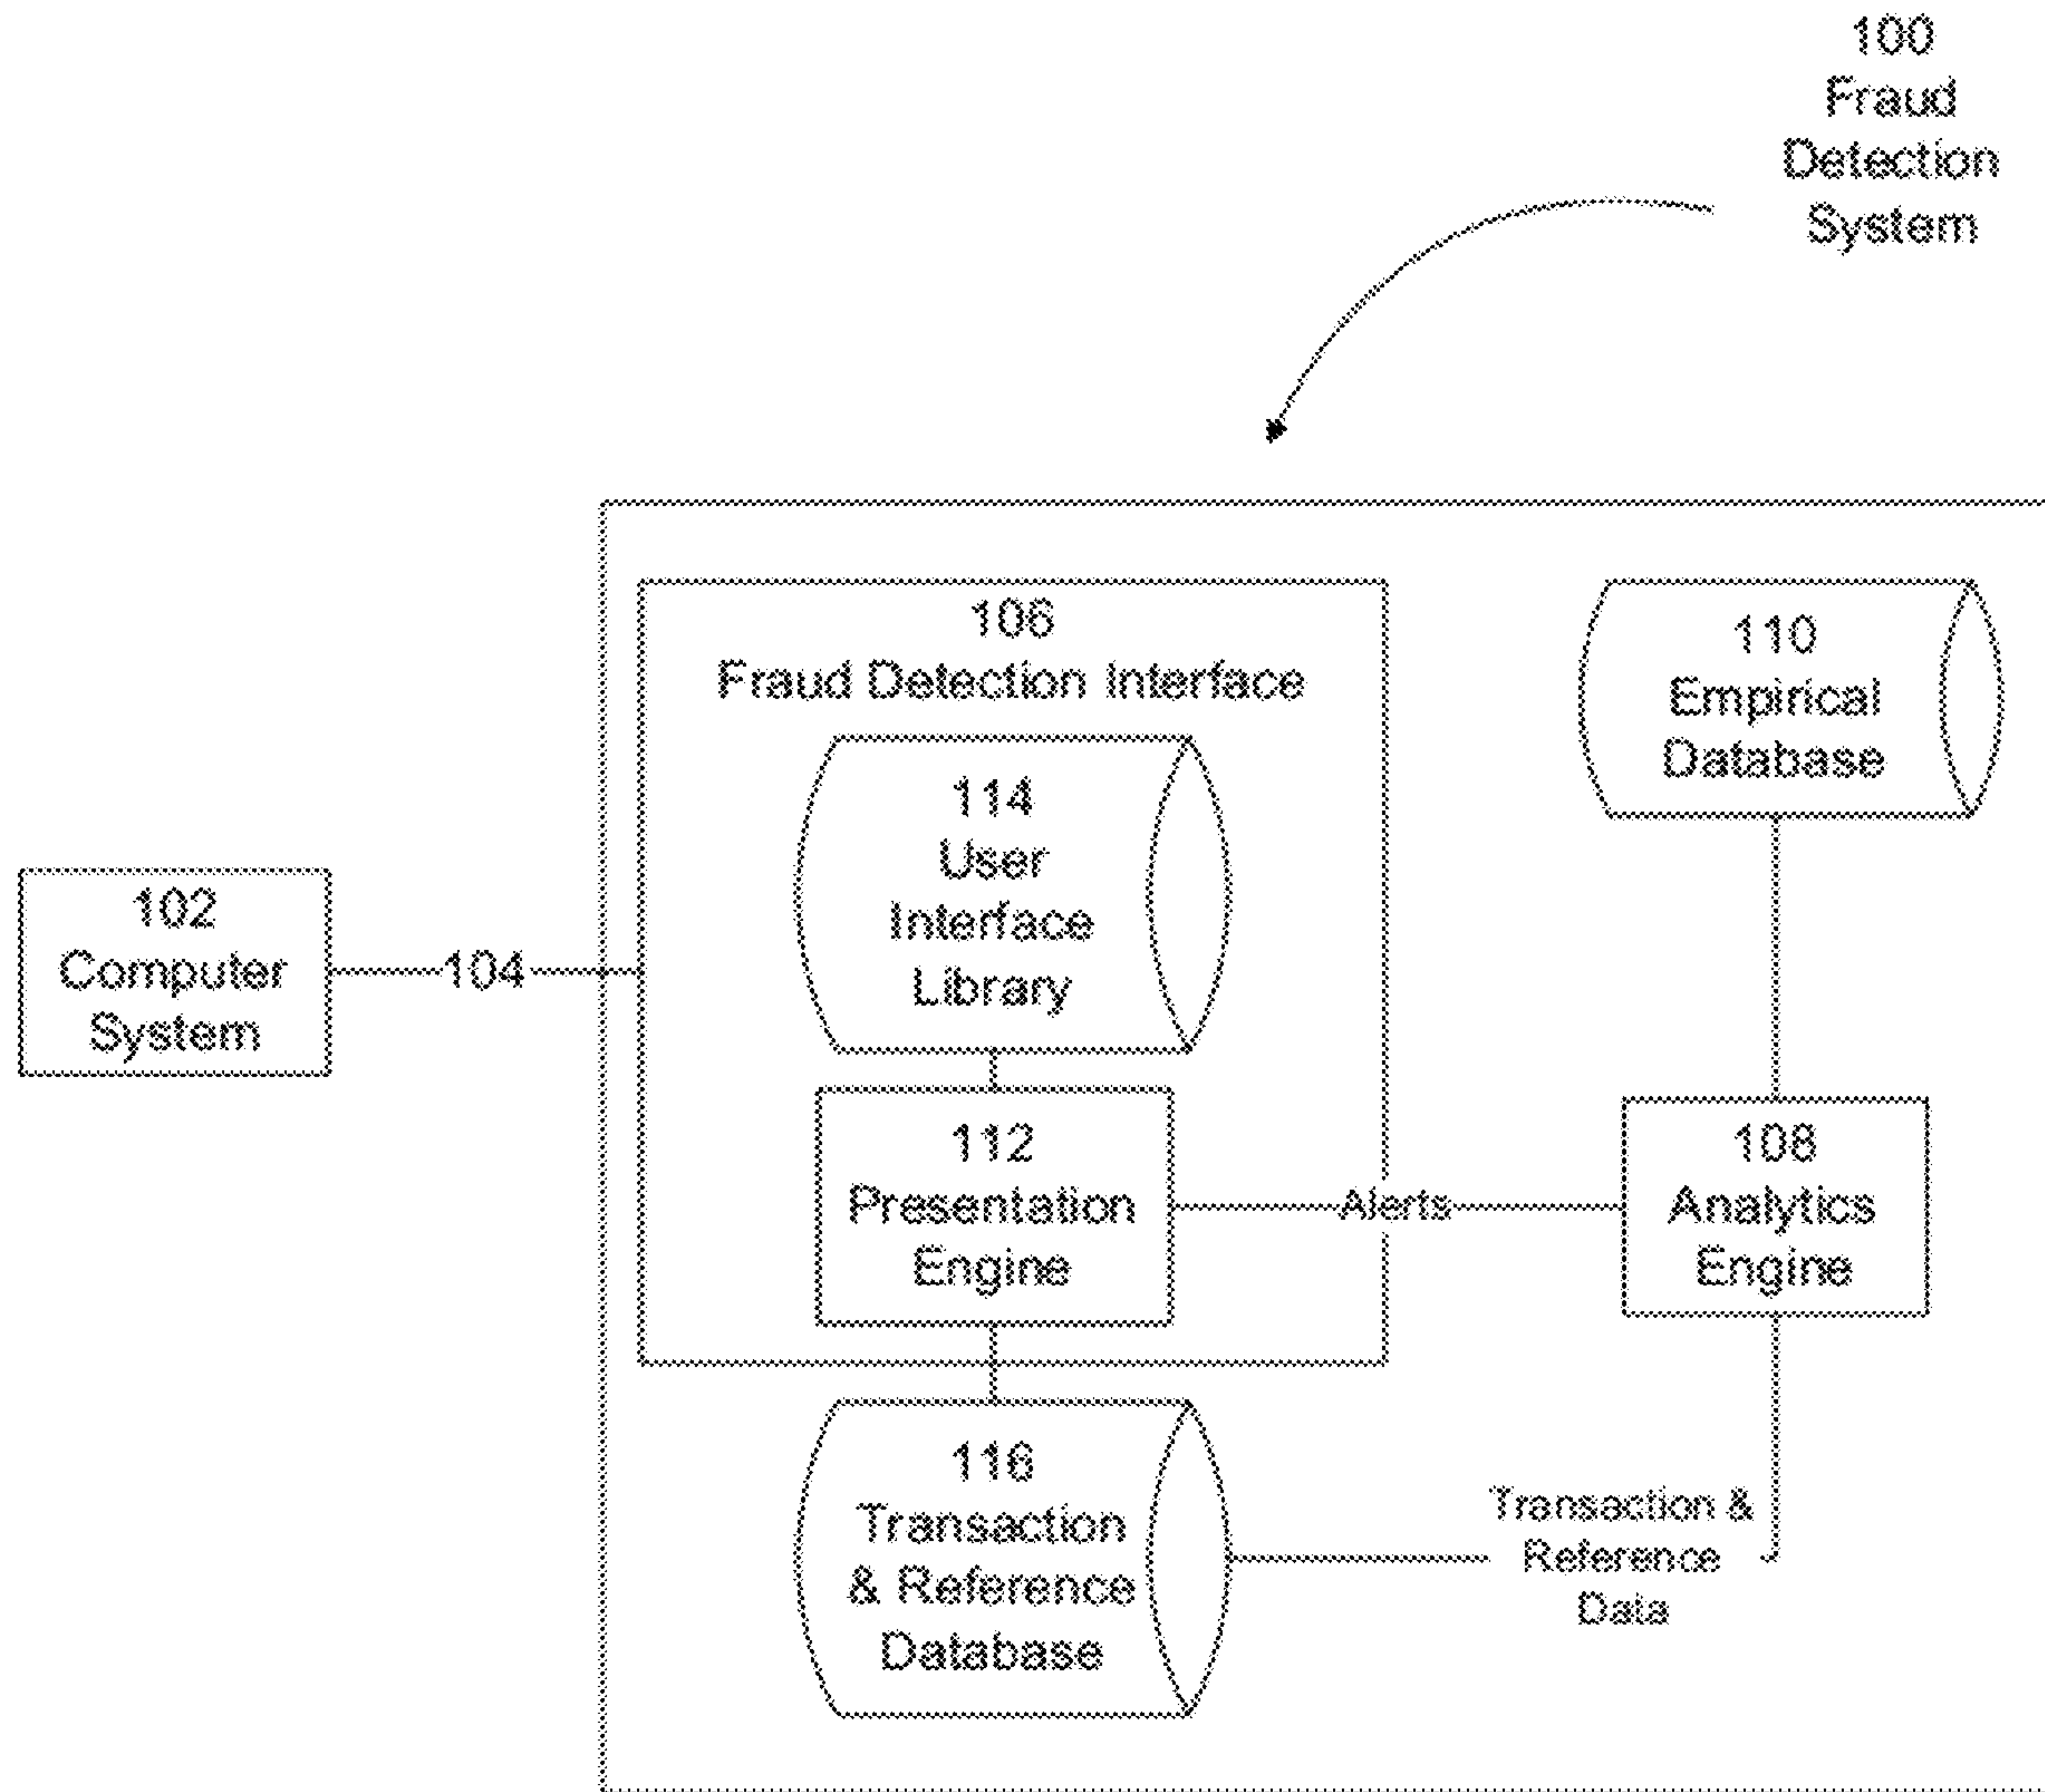 100
Fraud
Detection
System
106
Fraud Detection Interface
110
Empirical
Database
114
User
Interface
Library
102
Computer
System
104
112
Presentation
Engine
Alerts
108
Analytics
Engine
116
Transaction
& Reference
Database
Transaction &
Reference
Data